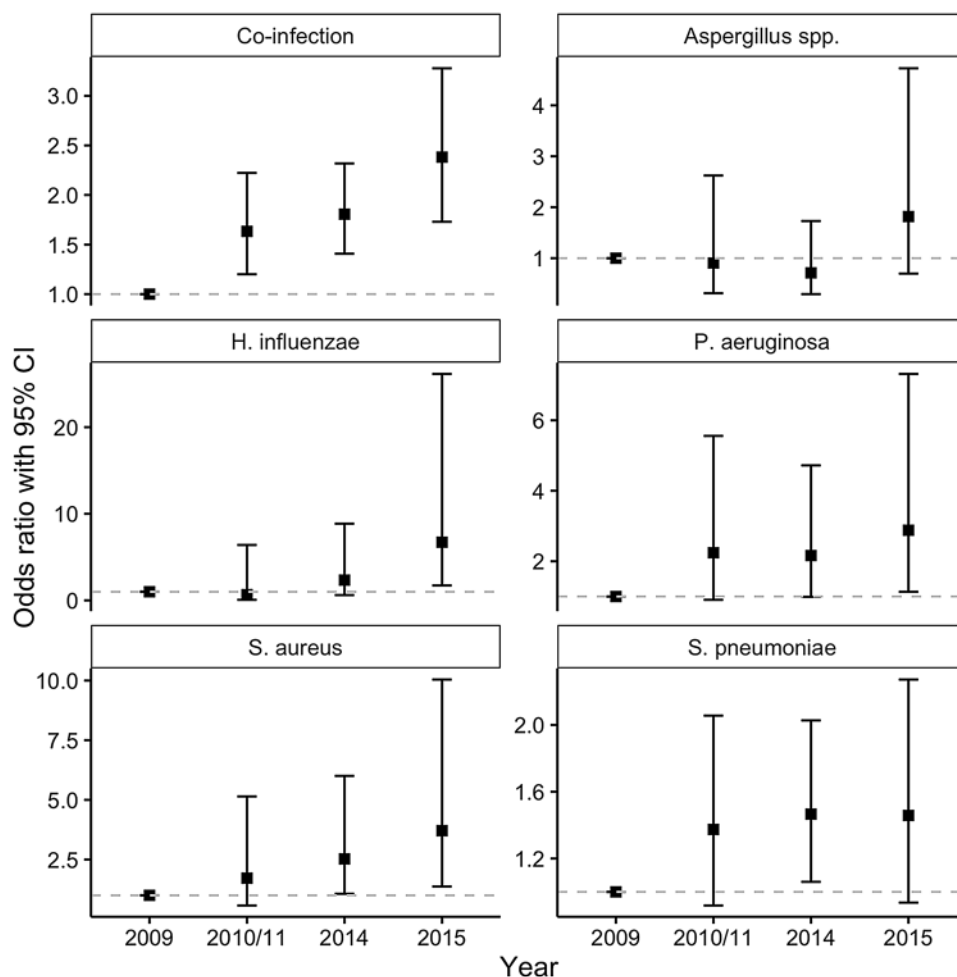 Co-infection
Aspergillus spp.
3.0
2.5
2.0
1.5
1.0
4
3
2
1
H. influenzae
P. aeruginosa
20
10
0
6
4
2
S. aureus
S. pneumoniae
10.0
7.5
5.0
2.5
2.0
1.6
1.2
Odds ratio with 95% CI
2009 2010/11 2014 2015
2009 2010/11 2014 2015
Year